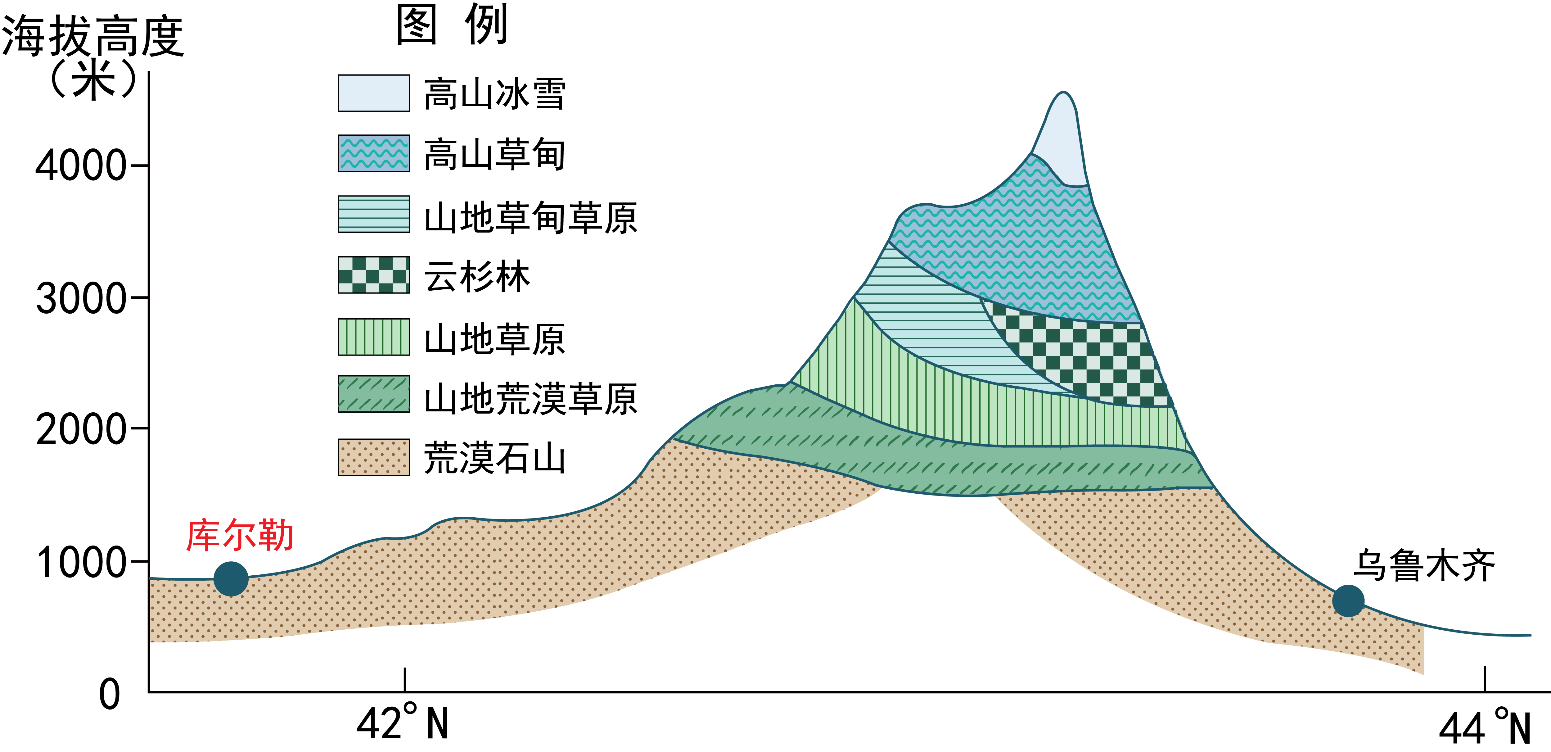 海拔高度
（米）
图 例
高山冰雪
高山草甸
山地草甸草原
云杉林
山地草原
山地荒漠草原
荒漠石山
4000
3000
2000
1000
0
库尔勒
乌鲁木齐
42°N
44°N